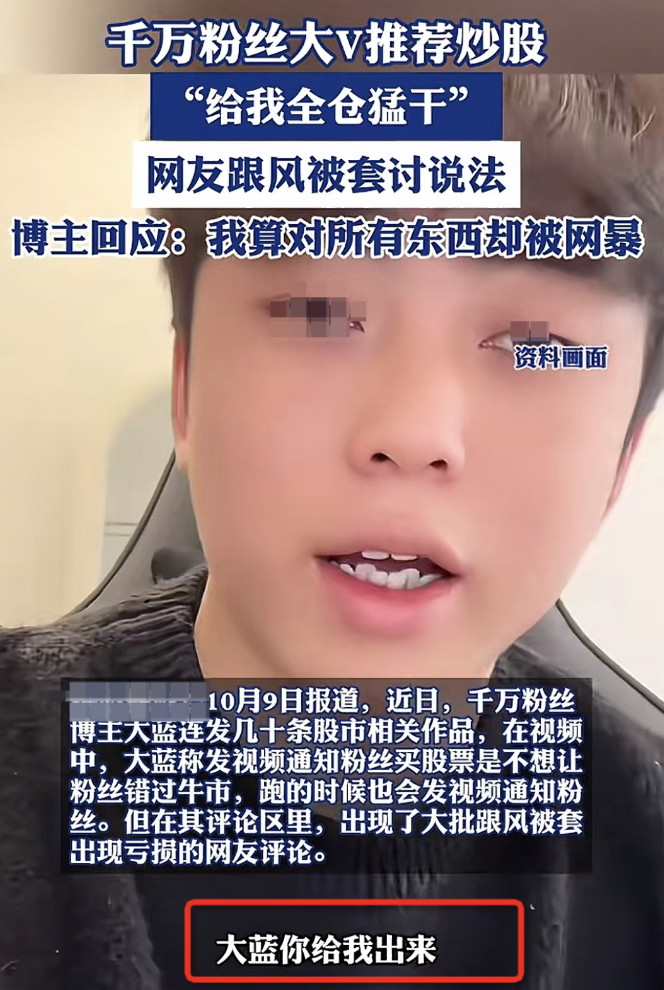 千万粉丝大V推荐炒股
“给我全仓猛干”
网友跟风被套讨说法
博主回应：我算对所有东西却被网暴
资料画面
10月9日报道，近日，千万粉丝
博主大蓝连发几十条股市相关作品，在视频
中，大蓝称发视频通知粉丝买股票是不想让
粉丝错过牛市，跑的时候也会发视频通知粉
丝。但在其评论区里，出现了大批跟风被套
出现亏损的网友评论。
大蓝你给我出来